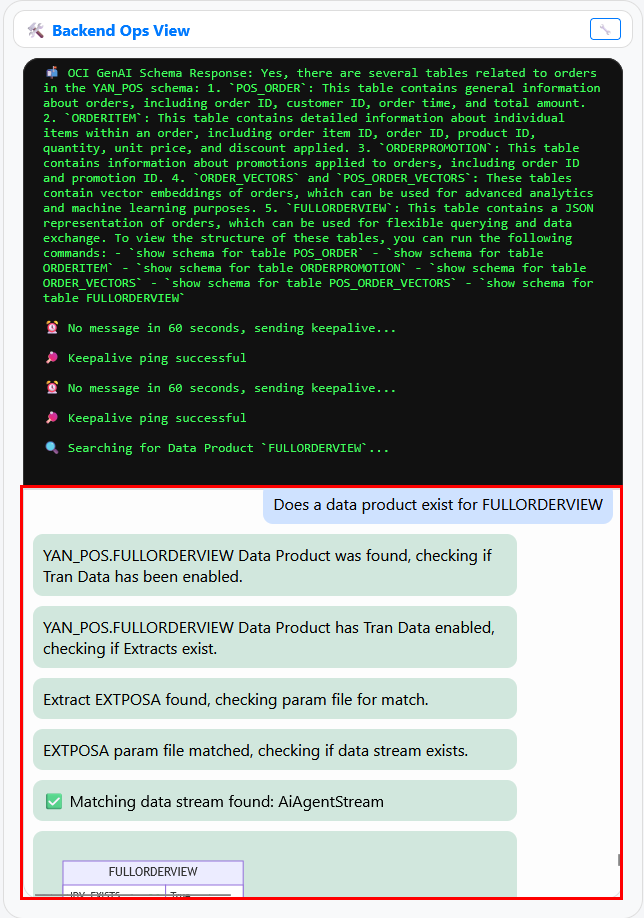 Backend Ops View
OCI GenAI Schema Response: Yes, there are several tables related to orders
in the YAN_POS schema: 1. `POS_ORDER`: This table contains general information
about orders, including order ID, customer ID, order time, and total amount.
2. `ORDERITEM`: This table contains detailed information about individual
items within an order, including order item ID, order ID, product ID,
quantity, unit price, and discount applied. 3. `ORDERPROMOTION`: This table
contains information about promotions applied to orders, including order ID
and promotion ID. 4. `ORDER_VECTORS` and `POS_ORDER_VECTORS`: These tables
contain vector embeddings of orders, which can be used for advanced analytics
and machine learning purposes. 5. `FULLORDERVIEW`: This table contains a JSON
representation of orders, which can be used for flexible querying and data
exchange. To view the structure of these tables, you can run the following
commands: - `show schema for table POS_ORDER` - `show schema for table
ORDERITEM` - `show schema for table ORDERPROMOTION` - `show schema for table
ORDER_VECTORS` - `show schema for table POS_ORDER_VECTORS` - `show schema for
table FULLORDERVIEW`
No message in 60 seconds, sending keepalive...
Keepalive ping successful
No message in 60 seconds, sending keepalive...
Keepalive ping successful
Searching for Data Product `FULLORDERVIEW`...
Does a data product exist for FULLORDERVIEW
YAN_POS.FULLORDERVIEW Data Product was found, checking if
Tran Data has been enabled.
YAN_POS.FULLORDERVIEW Data Product has Tran Data enabled,
checking if Extracts exist.
Extract EXTPOSA found, checking param file for match.
EXTPOSA param file matched, checking if data stream exists.
✅ Matching data stream found: AiAgentStream
FULLORDERVIEW